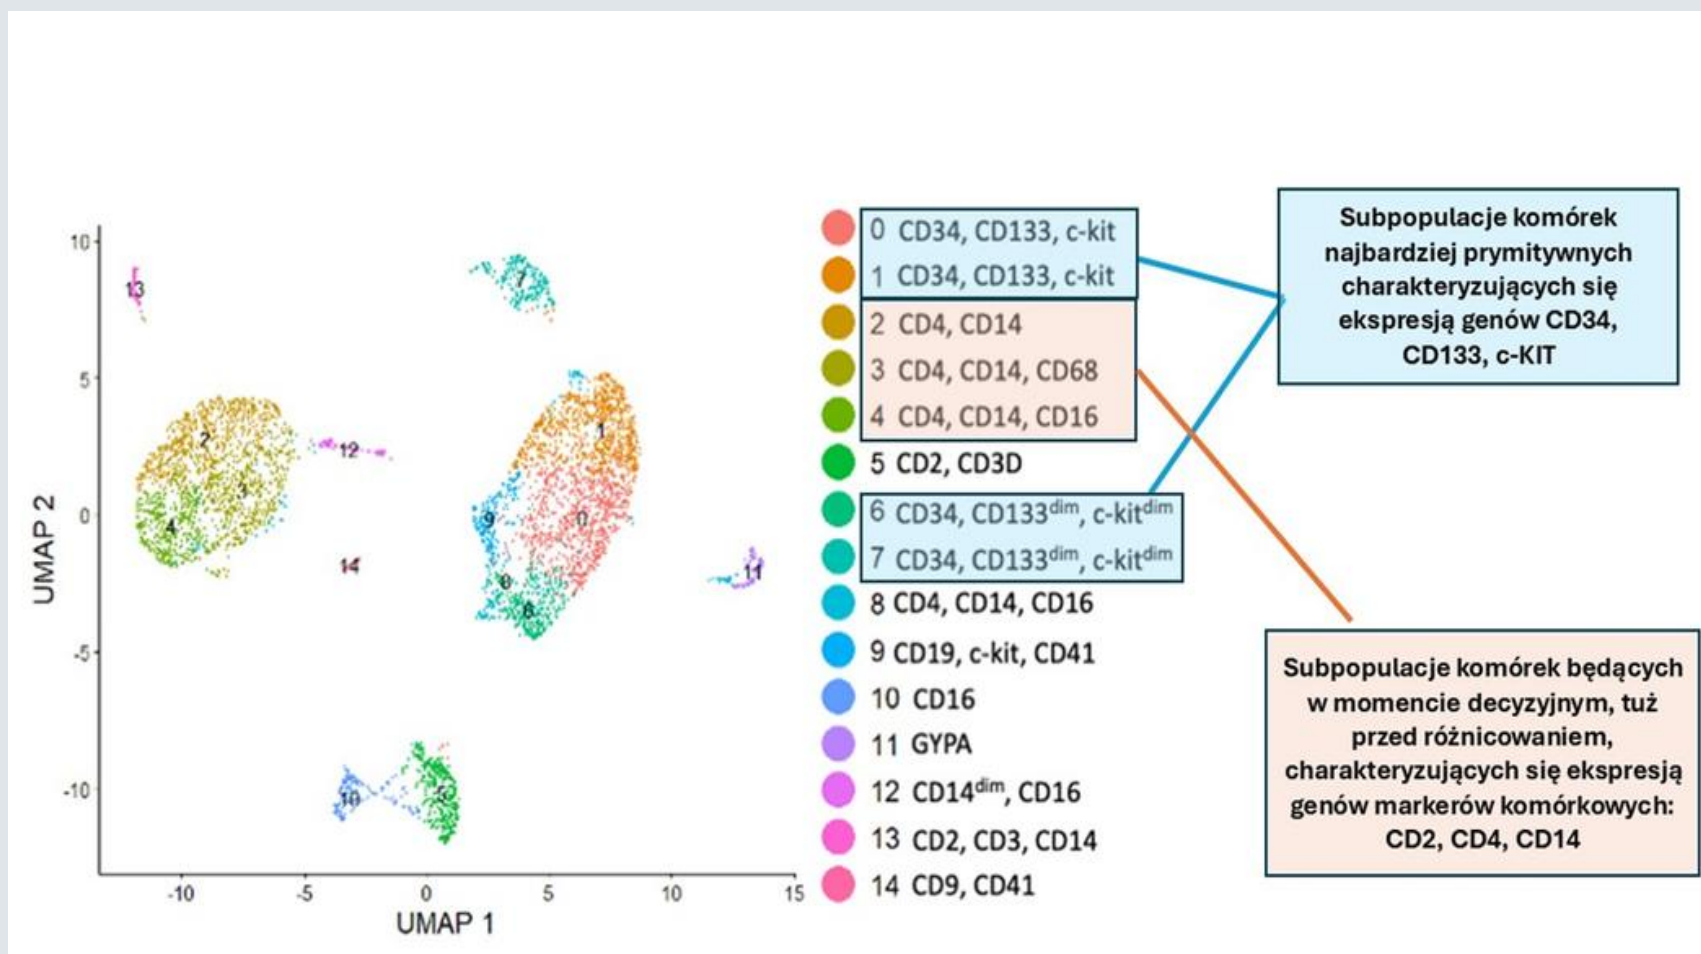 10
5
0
-5
-10
UMAP 2
-10
-5
0
5
10
15
UMAP 1
13
7
2
12
1
3
4
9
0
14
8
6
11
10
5
0 CD34, CD133, c-kit
1 CD34, CD133, c-kit
2 CD4, CD14
3 CD4, CD14, CD68
4 CD4, CD14, CD16
5 CD2, CD3D
6 CD34, CD133dim, c-kitdim
7 CD34, CD133dim, c-kitdim
8 CD4, CD14, CD16
9 CD19, c-kit, CD41
10 CD16
11 GYPA
12 CD14dim, CD16
13 CD2, CD3, CD14
14 CD9, CD41
Subpopulacje komórek
najbardziej prymitywnych
charakteryzujących się
ekspresją genów CD34,
CD133, c-KIT
Subpopulacje komórek będących
w momencie decyzyjnym, tuż
przed różnicowaniem,
charakteryzujących się ekspresją
genów markerów komórkowych:
CD2, CD4, CD14